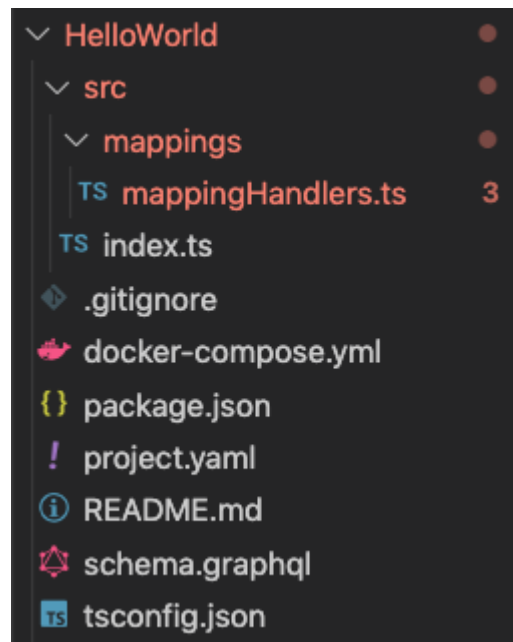 HelloWorld
src
mappings
TS mappingHandlers.ts 3
TS index.ts
.gitignore
docker-compose.yml
{} package.json
! project.yaml
i README.md
schema.graphql
TS tsconfig.json